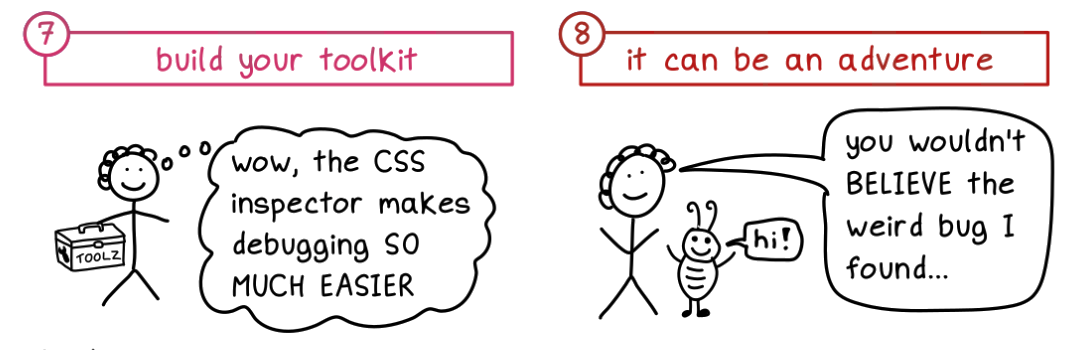 7
build your toolkit
wow, the CSS
inspector makes
debugging SO
MUCH EASIER
TOOLZ
8
it can be an adventure
you wouldn't
BELIEVE the
weird bug I
found...
hi!